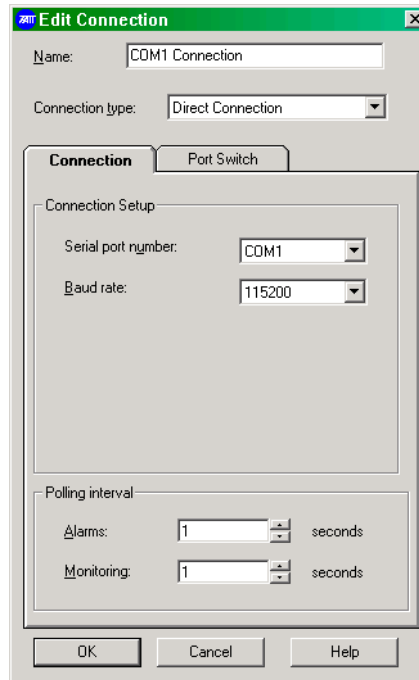 TAIT Edit Connection
Name: COM1 Connection
Connection type: Direct Connection
Connection Port Switch
Connection Setup
Serial port number: COM1
Baud rate: 115200
Polling interval
Alarms: 1 seconds
Monitoring: 1 seconds
OK Cancel Help